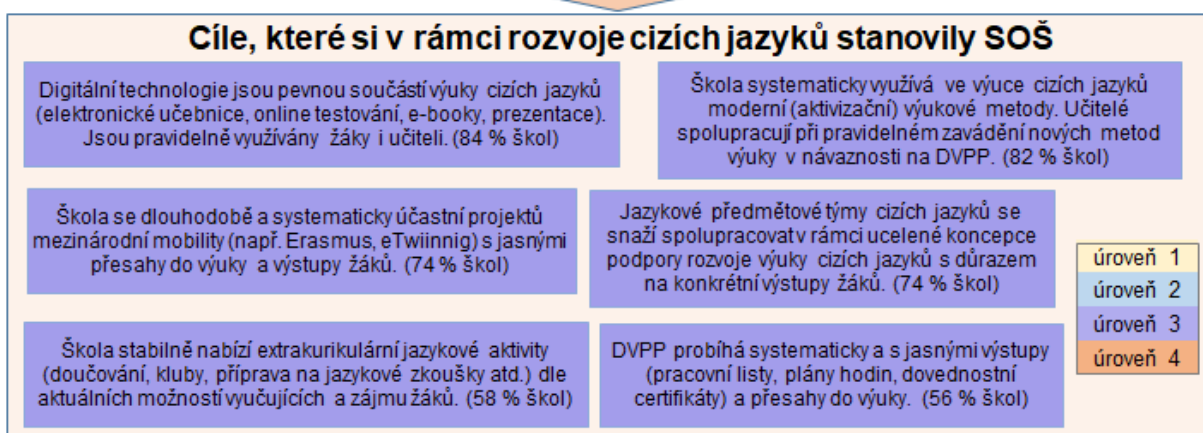 Cíle, které si v rámci rozvoje cizích jazyků stanovily SOŠ
Digitální technologie jsou pevnou součástí výuky cizích jazyků
(elektronické učebnice, online testování, e-booky, prezentace).
Jsou pravidelně využívány žáky i učiteli. (84 % škol)
Škola systematicky využívá ve výuce cizích jazyků
moderní (aktivizační) výukové metody. Učitelé
spolupracují při pravidelném zavádění nových metod
výuky v návaznosti na DVPP. (82 % škol)
Škola se dlouhodobě a systematicky účastní projektů
mezinárodní mobility (např. Erasmus, eTwiinnig) s jasnými
přesahy do výuky a výstupy žáků. (74 % škol)
Jazykové předmětové týmy cizích jazyků se
snaží spolupracovat v rámci ucelené koncepce
podpory rozvoje výuky cizích jazyků s důrazem
na konkrétní výstupy žáků. (74 % škol)
Škola stabilně nabízí extrakurikulární jazykové aktivity
(doučování, kluby, příprava na jazykové zkoušky atd.) dle
aktuálních možností vyučujících a zájmu žáků. (58 % škol)
DVPP probíhá systematicky a s jasnými výstupy
(pracovní listy, plány hodin, dovednostní
certifikáty) a přesahy do výuky. (56 % škol)
úroveň 1
úroveň 2
úroveň 3
úroveň 4